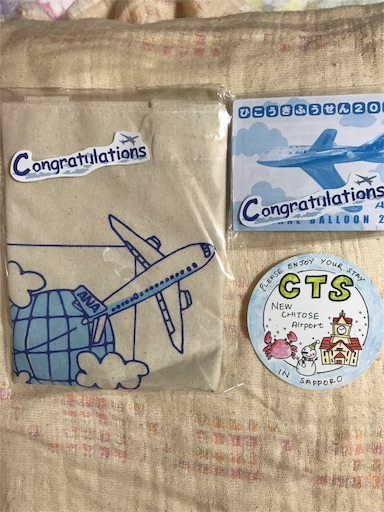 Congratulations
ANA
ひこうきふうせん20
Congratulations
BALLOON 2
PLEASE ENJOY YOUR STAY
CTS
NEW
CHITOSE
Airport
IN SAPPORO